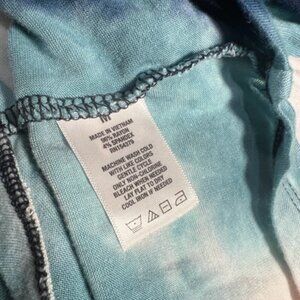 M
MADE IN VIETNAM
96% RAYON
4% SPANDEX
RN154379
MACHINE WASH COLD
WITH LIKE COLORS
GENTLE CYCLE
ONLY NON-CHLORINE
BLEACH WHEN NEEDED
LAY FLAT TO DRY
COOL IRON IF NEEDED